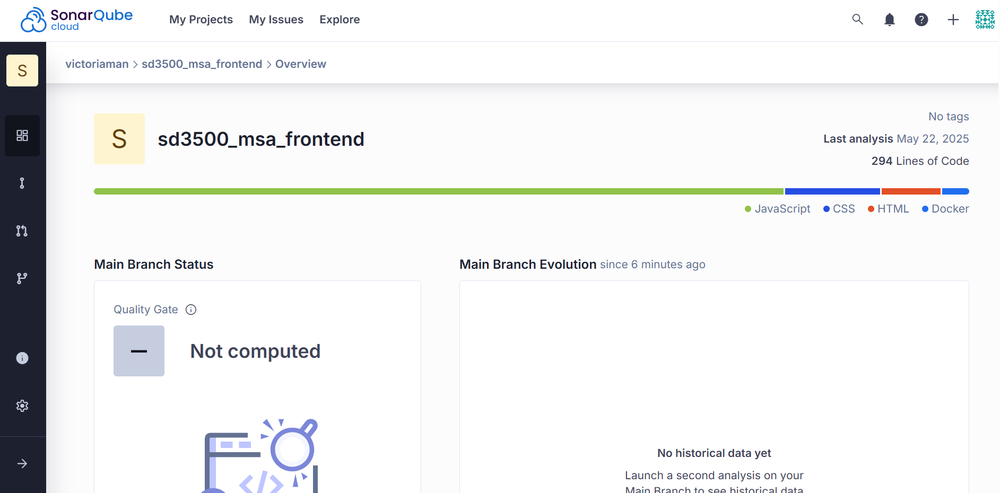 SonarQube
cloud
My Projects
My Issues
Explore
?
S
victoriaman > sd3500_msa_frontend > Overview
S
sd3500_msa_frontend
No tags
Last analysis May 22, 2025
294 Lines of Code
JavaScript
CSS
HTML
Docker
Main Branch Status
Quality Gate
Not computed
Main Branch Evolution since 6 minutes ago
No historical data yet
Launch a second analysis on your
Main Branch to see historical data